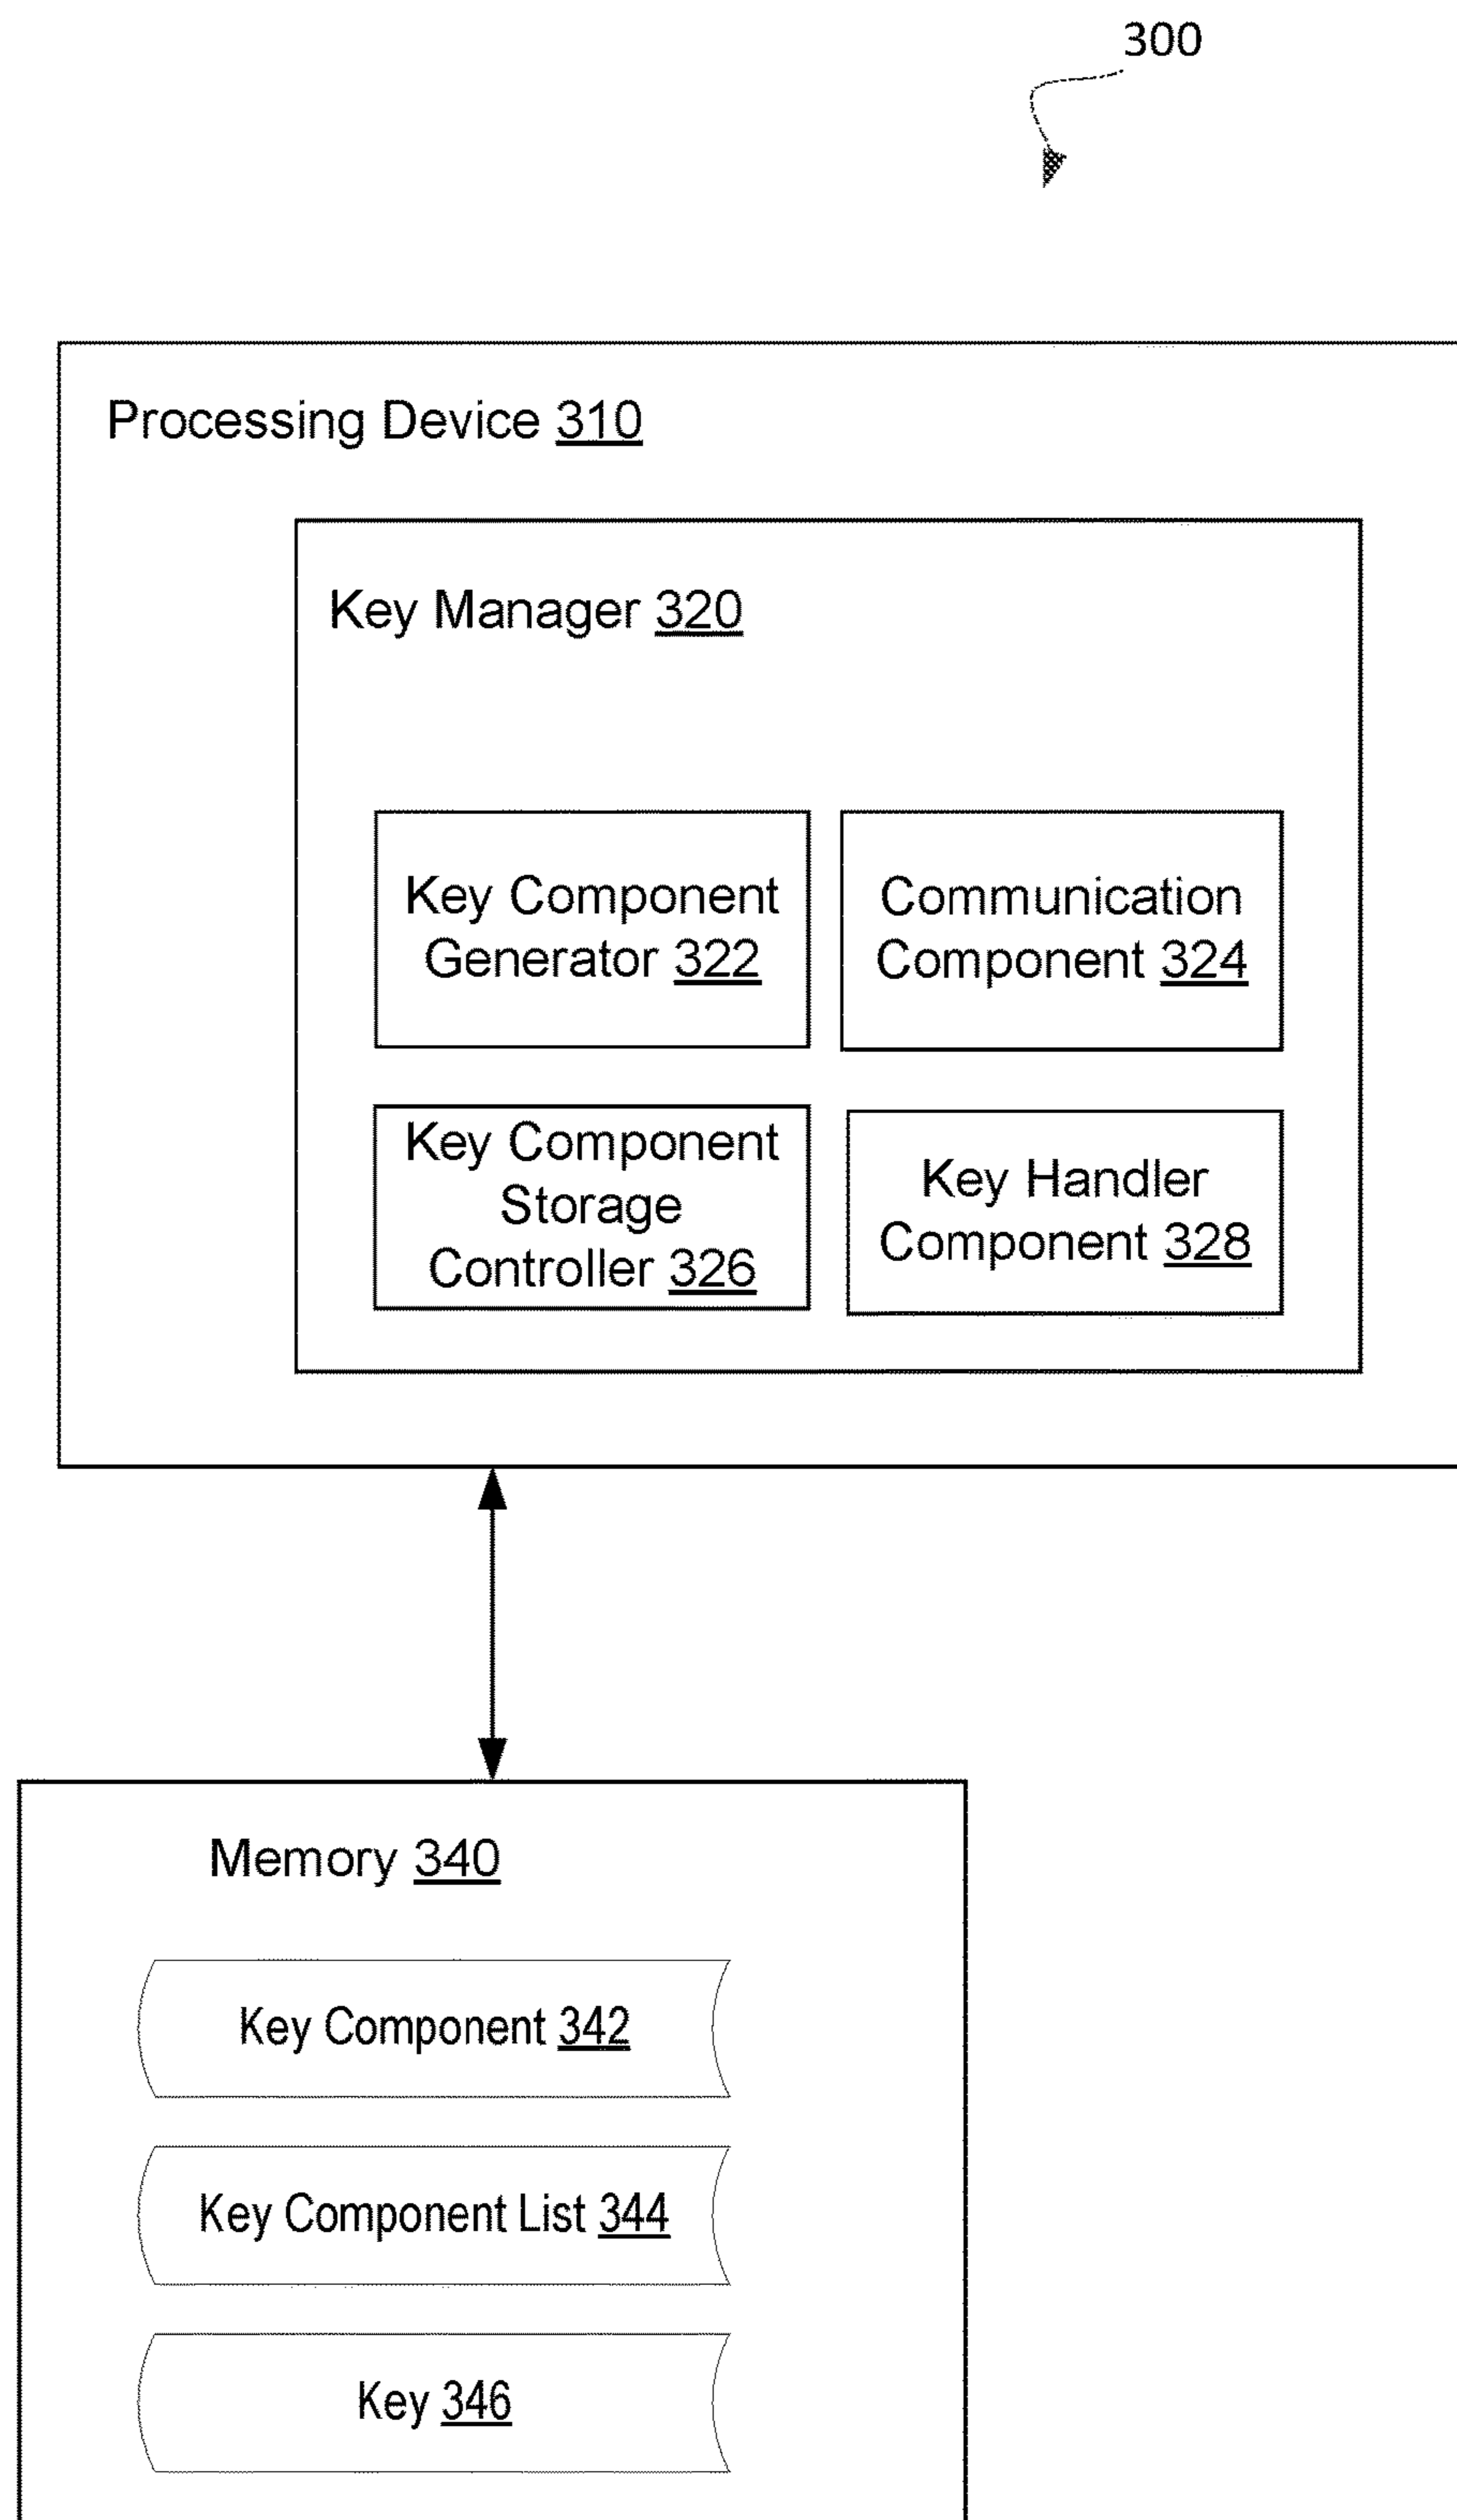 300
Processing Device 310
Key Manager 320
Key Component
Generator 322
Communication
Component 324
Key Component
Storage
Controller 326
Key Handler
Component 328
Memory 340
Key Component 342
Key Component List 344
Key 346